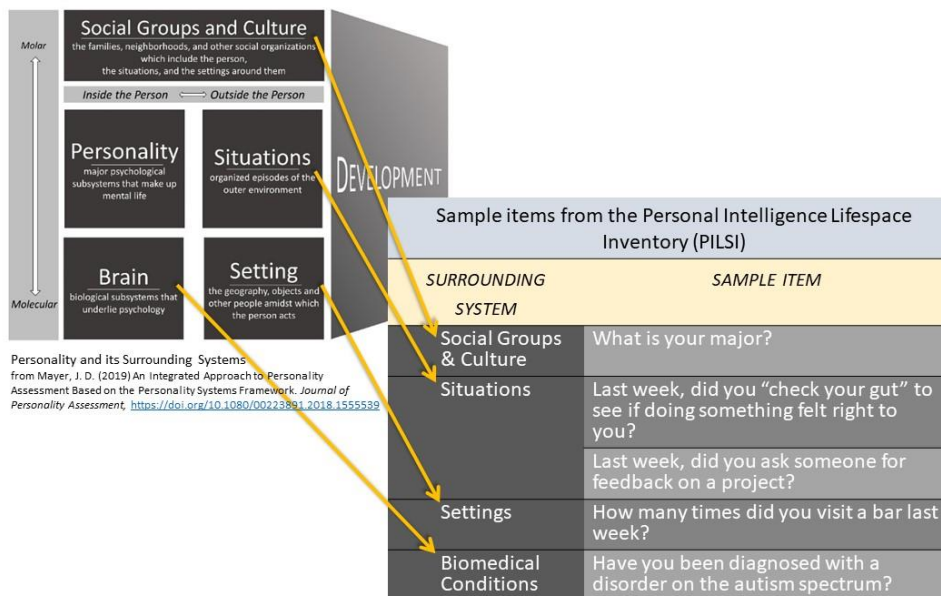 Molar
Molecular
Social Groups and Culture
the families, neighborhoods, and other social organizations
which include the person,
the situations, and the settings around them
Inside the Person
Outside the Person
Personality
major psychological
subsystems that make up
mental life
Situations
organized episodes of the
outer environment
Brain
biological subsystems that
underlie psychology
Setting
the geography, objects and
other people amidst which
the person acts
DEVELOPMENT
Personality and its Surrounding Systems
from Mayer, J. D. (2019) An Integrated Approach to Personality
Assessment Based on the Personality Systems Framework. Journal of
Personality Assessment, https://doi.org/10.1080/00223891.2018.1555539
Sample items from the Personal Intelligence Lifespace
Inventory (PILSI)
SURROUNDING
SYSTEM
SAMPLE ITEM
Social Groups
& Culture
What is your major?
Situations
Last week, did you “check your gut” to
see if doing something felt right to
you?
Last week, did you ask someone for
feedback on a project?
Settings
How many times did you visit a bar last
week?
Biomedical
Conditions
Have you been diagnosed with a
disorder on the autism spectrum?